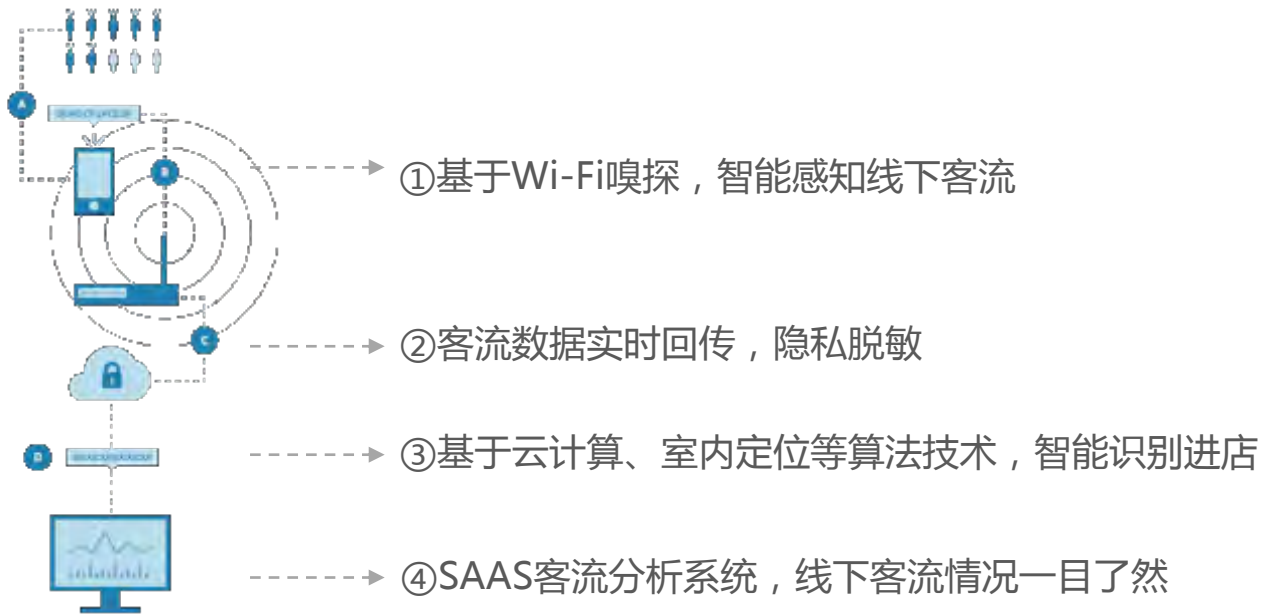 A
B
①基于Wi-Fi嗅探，智能感知线下客流
C
②客流数据实时回传，隐私脱敏
D
③基于云计算、室内定位等算法技术，智能识别进店
④SAAS客流分析系统，线下客流情况一目了然